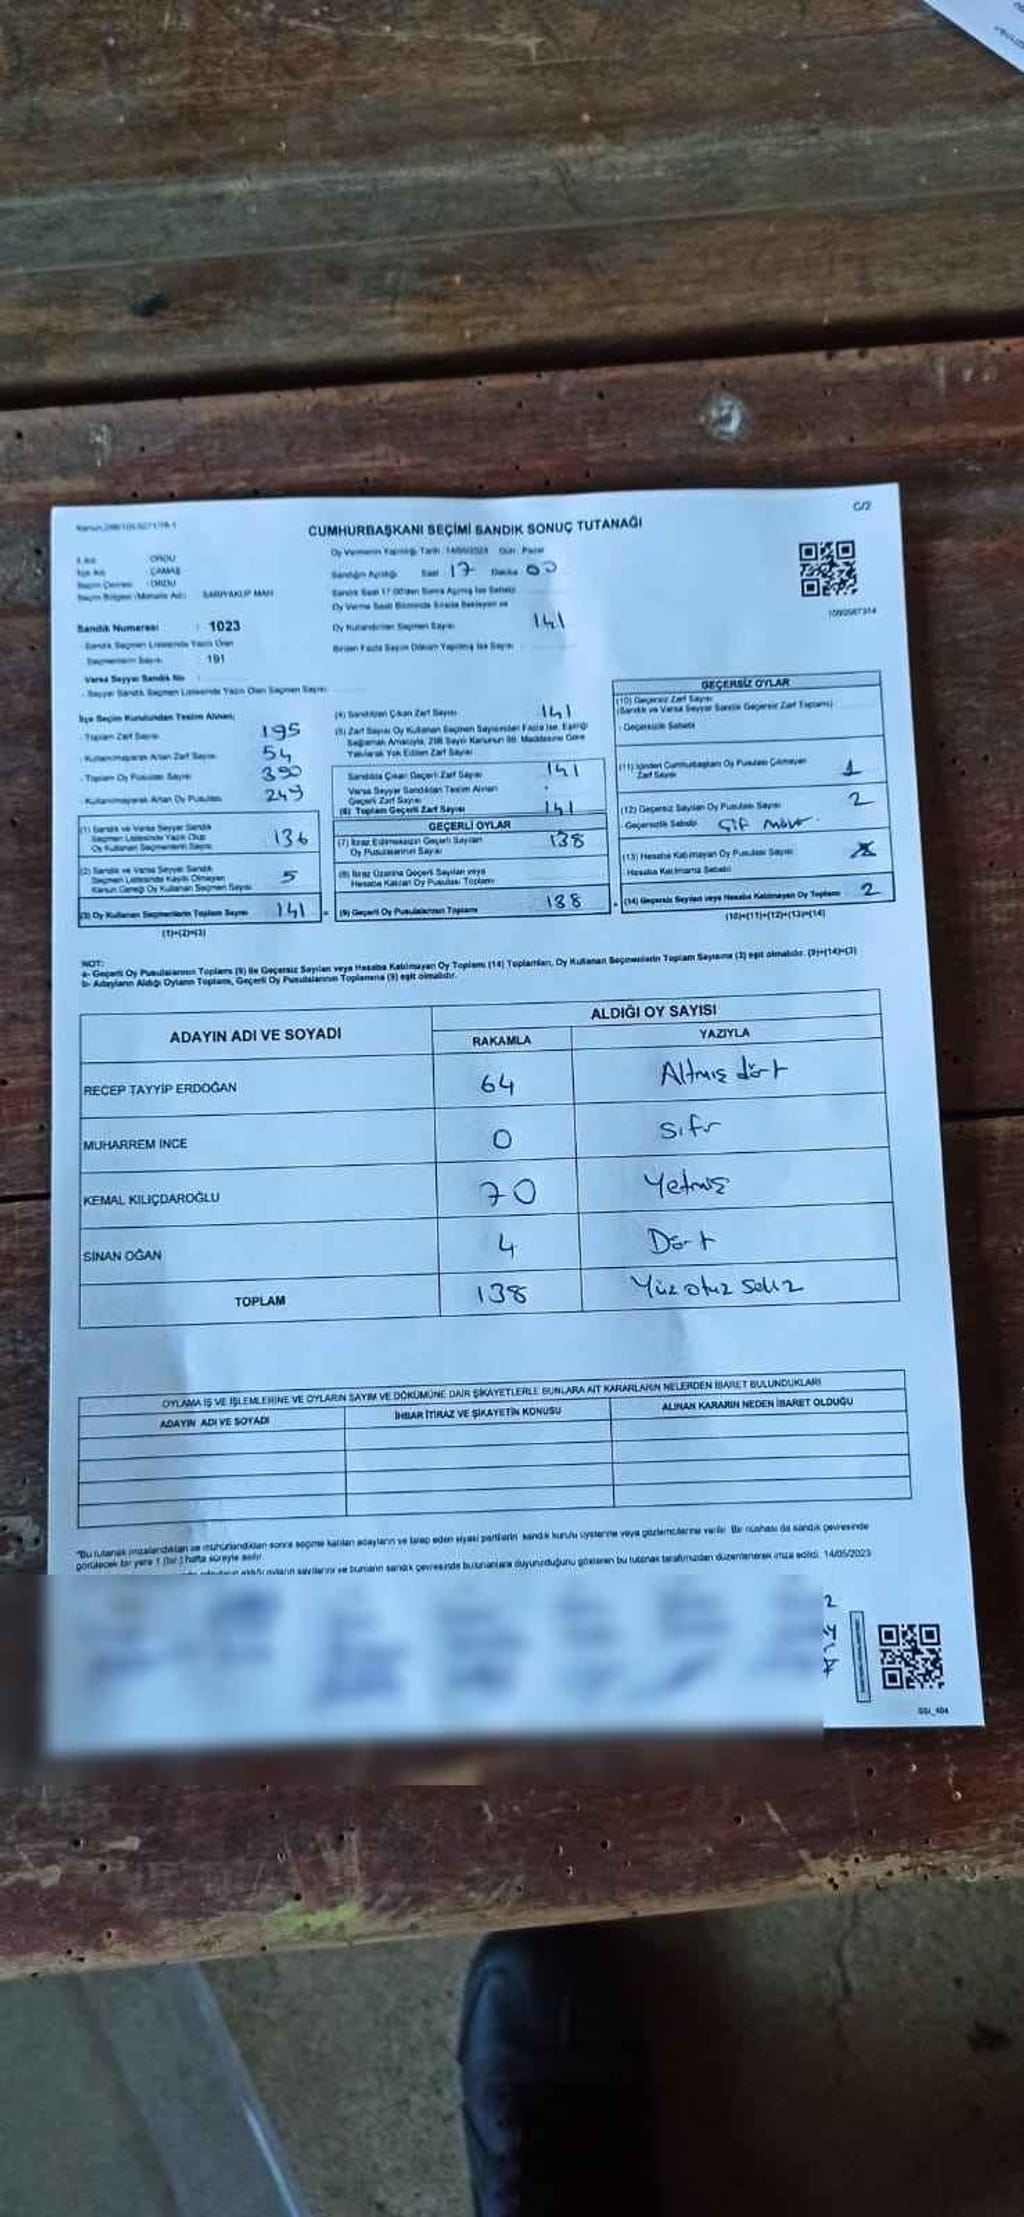 C/2
CUMHURBAŞKANI SEÇİMİ SANDIK SONUÇ TUTANAĞI
Oy Vermenin Yapıldığı Tarih: 14/05/2023 Gün: Pazar
Sandığın Açıldığı Saat 17 Dakika 00
Sandık Saat 17:00'den Sonra Açılmış İse Sebebi
Oy Verme Saati Bitiminde Sırada Bekleyen ve
Oy Kullandırılan Seçmen Sayısı 141
Birden Fazla Sayım Döküm Yapılmış İse Sayısı
ORDU
İlçe Adı : ÇAMAŞ
Seçim Çevresi : ORDU
Seçim Bölgesi (Mahalle Adı) : SARIYAKUP MAH
Sandık Numarası : 1023
Sandık Seçmen Listesinde Yazılı Olan
Seçmenlerin Sayısı : 191
Varsa Seyyar Sandık No
- Seyyar Sandık Seçmen Listesinde Yazılı Olan Seçmen Sayısı
İlçe Seçim Kurulundan Teslim Alınan;
- Toplam Zarf Sayısı 195
- Kullanılmayarak Artan Zarf Sayısı 54
- Toplam Oy Pusulası Sayısı 390
- Kullanılmayarak Artan Oy Pusulası 249
(1) Sandık ve Varsa Seyyar Sandık
Seçmen Listesinde Yazılı Olup
Oy Kullanan Seçmenlerin Sayısı 136
(2) Sandık ve Varsa Seyyar Sandık
Seçmen Listesinde Kayıtlı Olmayan
Kanun Gereği Oy Kullanan Seçmen Sayısı 5
(3) Oy Kullanan Seçmenlerin Toplam Sayısı 141 =
(1)+(2)=(3)
(4) Sandıktan Çıkan Zarf Sayısı 141
(5) Zarf Sayısı Oy Kullanan Seçmen Sayısından Fazla İse, Eşitliği
Sağlamak Amacıyla, 298 Sayılı Kanunun 98. Maddesine Göre
Yakılarak Yok Edilen Zarf Sayısı
Sandıkta Çıkan Geçerli Zarf Sayısı 141
Varsa Seyyar Sandıktan Teslim Alınan
Geçerli Zarf Sayısı
(6) Toplam Geçerli Zarf Sayısı 141
GEÇERLİ OYLAR
(7) İtiraz Edilmeksizin Geçerli Sayılan
Oy Pusulalarının Sayısı 138
(8) İtiraz Üzerine Geçerli Sayılan veya
Hesaba Katılan Oy Pusulası Toplamı
(9) Geçerli Oy Pusulalarının Toplamı 138 +
GEÇERSİZ OYLAR
(10) Geçersiz Zarf Sayısı
(Sandık ve Varsa Seyyar Sandık Geçersiz Zarf Toplamı)
- Geçersizlik Sebebi
(11) İçinden Cumhurbaşkanı Oy Pusulası Çıkmayan
Zarf Sayısı 1
(12) Geçersiz Sayılan Oy Pusulası Sayısı 2
- Geçersizlik Sebebi
(13) Hesaba Katılmayan Oy Pusulası Sayısı
- Hesaba Katılmama Sebebi
(14) Geçersiz Sayılan veya Hesaba Katılmayan Oy Toplamı 2
(10)+(11)+(12)+(13)=(14)
NOT:
a- Geçerli Oy Pusulalarının Toplamı (9) ile Geçersiz Sayılan veya Hesaba Katılmayan Oy Toplamı (14) Toplamları, Oy Kullanan Seçmenlerin Toplam Sayısına (3) eşit olmalıdır. (9)+(14)=(3)
b- Adayların Aldığı Oyların Toplamı, Geçerli Oy Pusulalarının Toplamına (9) eşit olmalıdır.
ADAYIN ADI VE SOYADI
ALDIĞI OY SAYISI
RAKAMLA YAZIYLA
RECEP TAYYİP ERDOĞAN 64 Altmış dört
MUHARREM İNCE 0 Sıfır
KEMAL KILIÇDAROĞLU 70 Yetmiş
SİNAN OĞAN 4 Dört
TOPLAM 138 Yüz otuz sekiz
OYLAMA İŞ VE İŞLEMLERİNE VE OYLARIN SAYIM VE DÖKÜMÜNE DAİR ŞİKAYETLERLE BUNLARA AİT KARARLARIN NELERDEN İBARET BULUNDUKLARI
ADAYIN ADI VE SOYADI İHBAR İTİRAZ VE ŞİKAYETİN KONUSU ALINAN KARARIN NEDEN İBARET OLDUĞU
"Bu tutanak imzalandıktan ve mühürlendikten sonra seçime katılan adayların ve talep eden siyasi partilerin sandık kurulu üyelerine veya gözlemcilerine verilir. Bir nüshası da sandık çevresinde
görülecek bir yere 1 (bir) hafta süreyle asılır.
aldığı oyların sayılarını ve bunların sandık çevresinde bulunanlara duyurulduğunu gösteren bu tutanak tarafımızdan düzenlenerek imza edildi. 14/05/2023